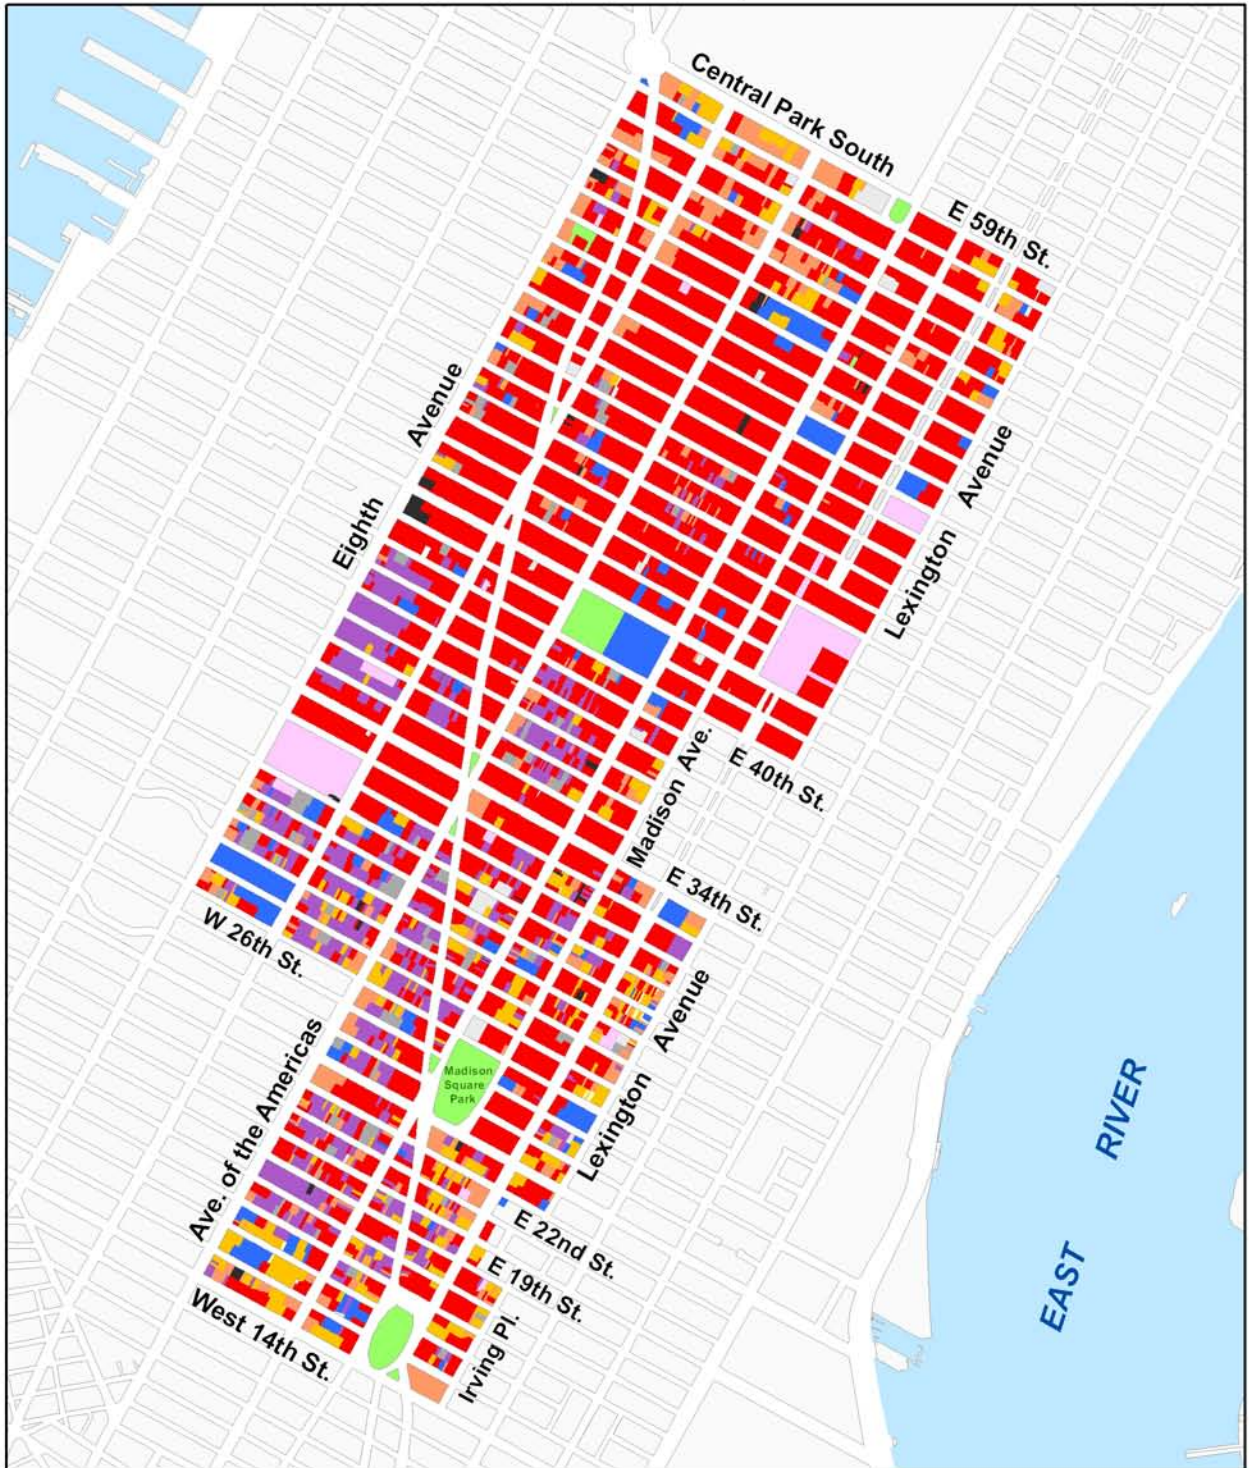 Central Park South
E 59th St.
Avenue
Eighth
Avenue
Lexington
Madison Ave.
E 40th St.
E 34th St.
W 26th St.
Avenue
Lexington
Ave. of the Americas
Madison
Square
Park
E 22nd St.
E 19th St.
Irving Pl.
West 14th St.
EAST RIVER